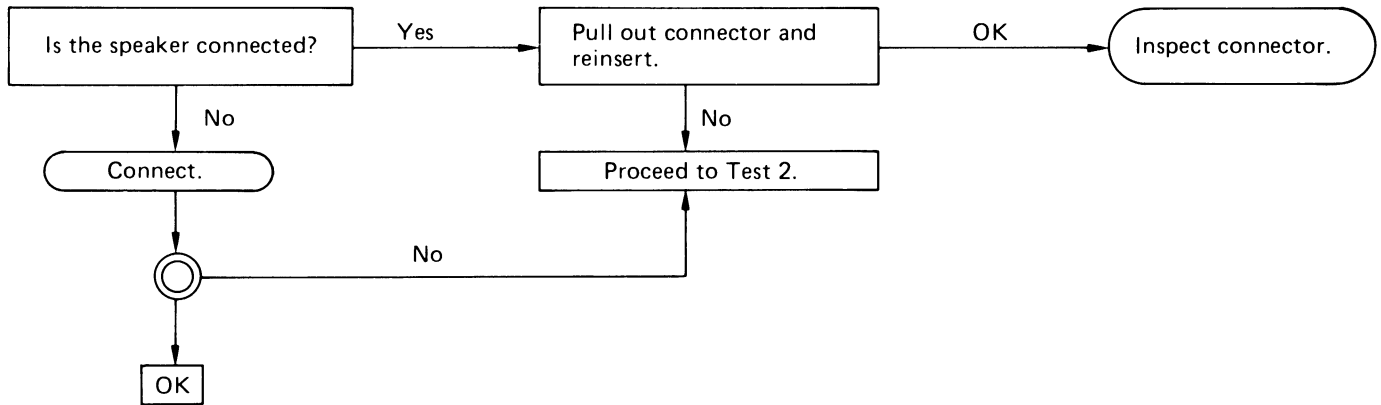 Is the speaker connected?
Yes
Pull out connector and
reinsert.
OK
Inspect connector.
No
No
Connect.
Proceed to Test 2.
No
OK